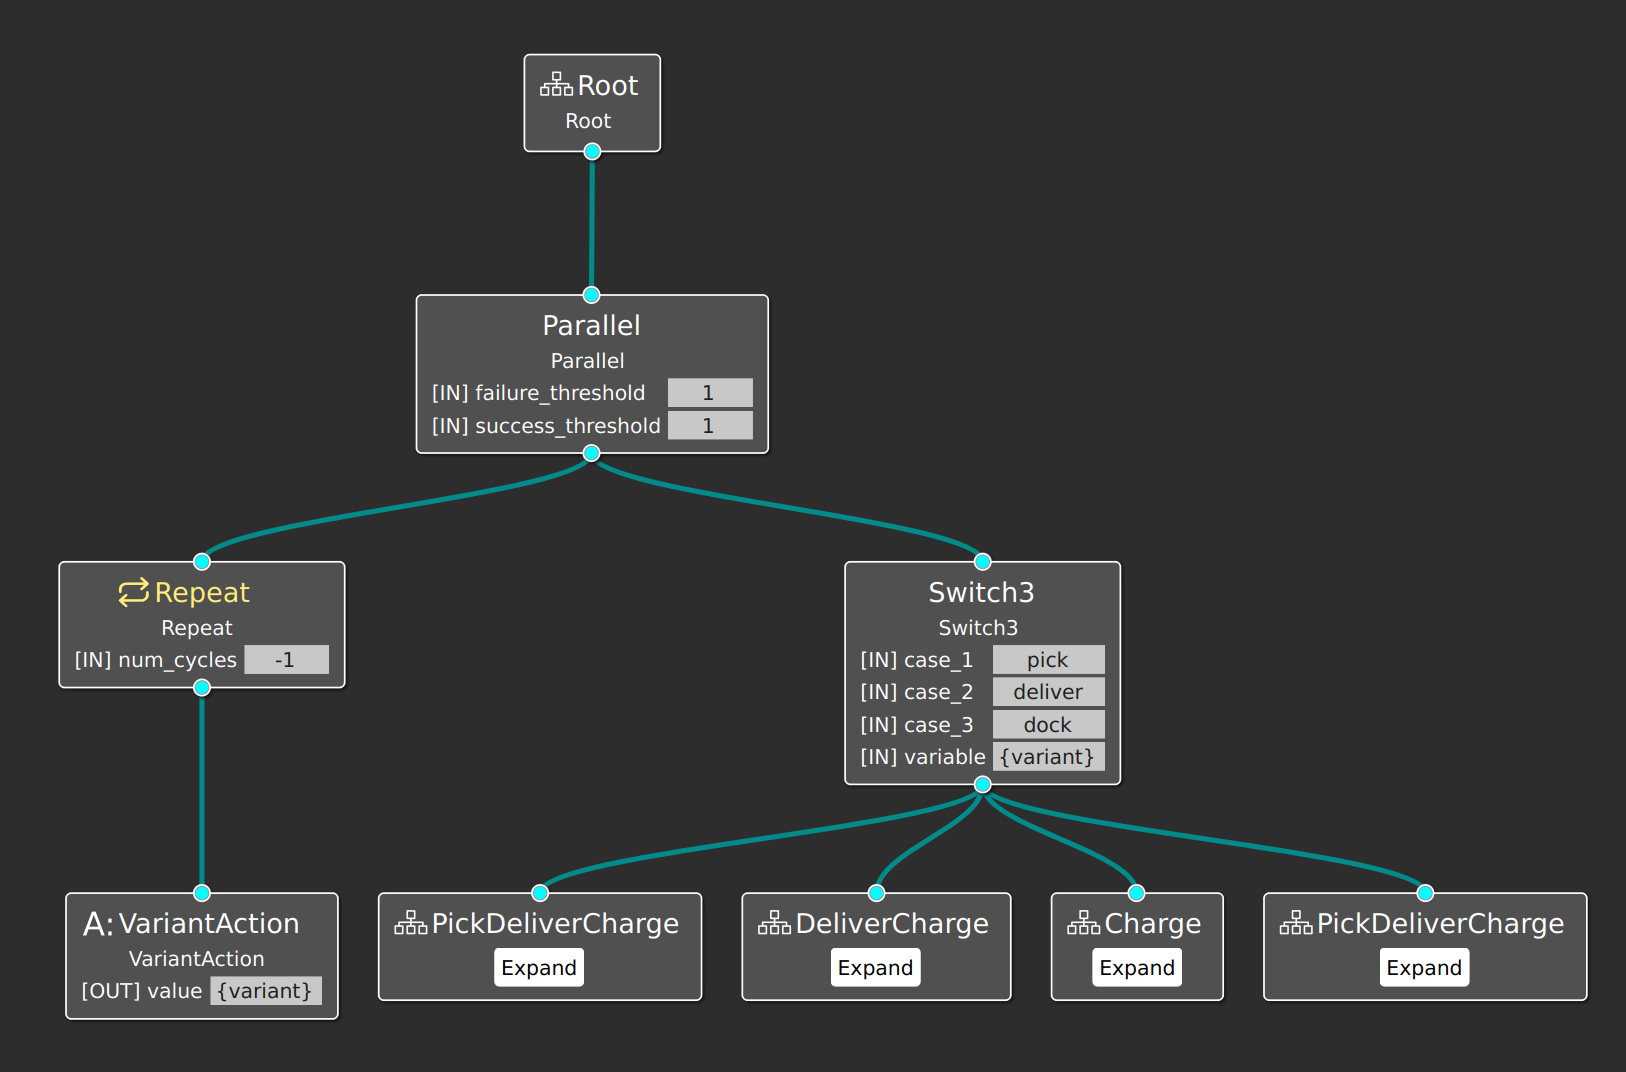 Root
Root
Parallel
Parallel
[IN] failure_threshold 1
[IN] success_threshold 1
Repeat
Repeat
[IN] num_cycles -1
Switch3
Switch3
[IN] case_1 pick
[IN] case_2 deliver
[IN] case_3 dock
[IN] variable {variant}
A: VariantAction
VariantAction
[OUT] value {variant}
PickDeliverCharge
Expand
DeliverCharge
Expand
Charge
Expand
PickDeliverCharge
Expand